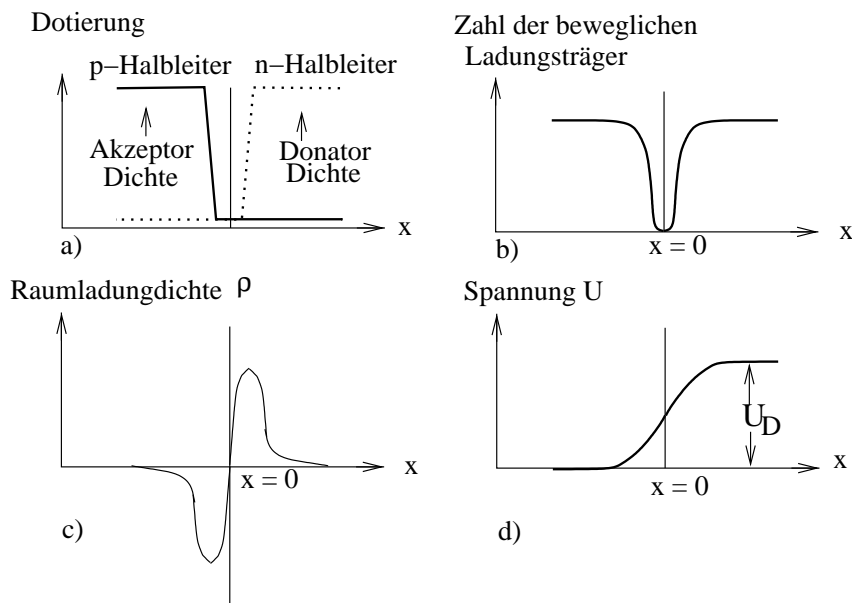 Dotierung
p−Halbleiter n−Halbleiter
Akzeptor
Dichte
Donator
Dichte
x
a)
Zahl der beweglichen
Ladungsträger
x
x = 0
b)
Raumladungdichte ρ
x
x = 0
c)
Spannung U
U_D
x
x = 0
d)